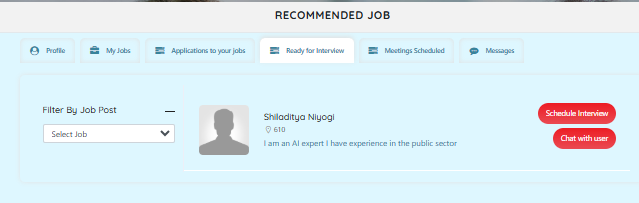 RECOMMENDED JOB
Profile
My Jobs
Applications to your jobs
Ready for Interview
Meetings Scheduled
Messages
Filter By Job Post
Select Job
Shiladitya Niyogi
610
I am an AI expert I have experience in the public sector
Schedule Interview
Chat with user